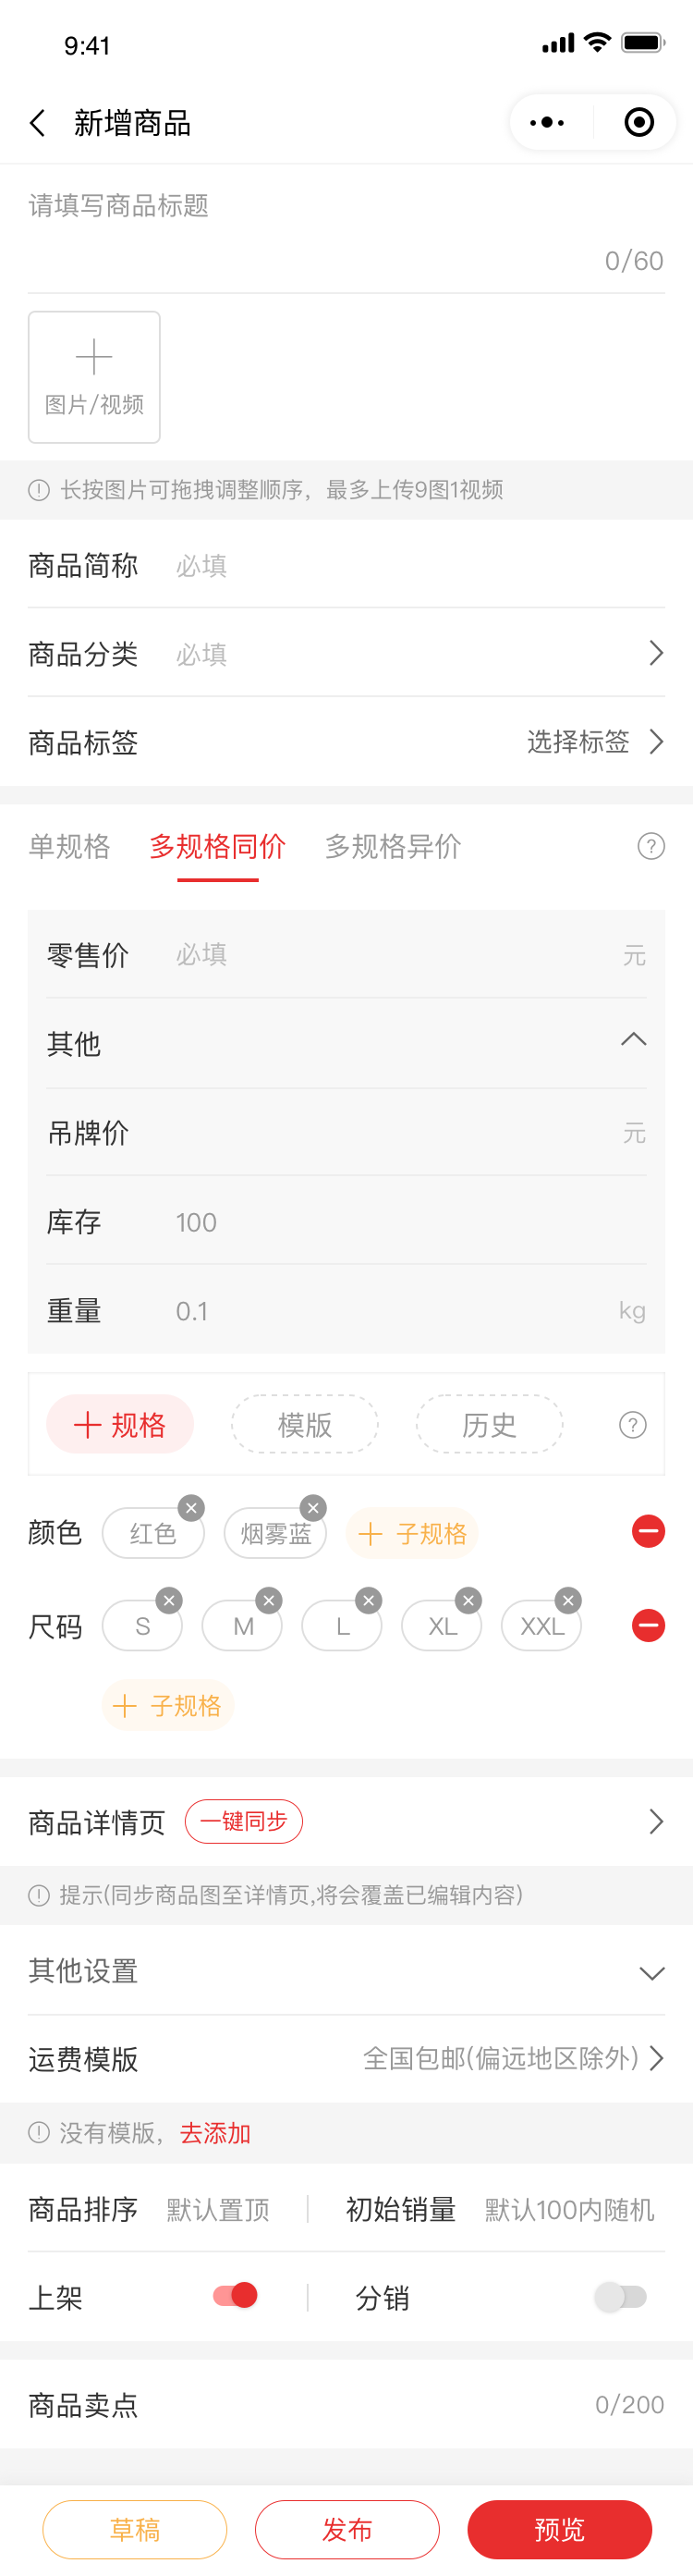 9:41
新增商品
请填写商品标题
0/60
图片/视频
长按图片可拖拽调整顺序，最多上传9图1视频
商品简称 必填
商品分类 必填
商品标签 选择标签
单规格 多规格同价 多规格异价 ?
零售价 必填 元
其他
吊牌价 元
库存 100
重量 0.1 kg
规格 模版 历史 ?
颜色 红色 烟雾蓝 子规格
尺码 S M L XL XXL
子规格
商品详情页 一键同步
提示(同步商品图至详情页,将会覆盖已编辑内容)
其他设置
运费模版 全国包邮(偏远地区除外)
没有模版，去添加
商品排序 默认置顶 初始销量 默认100内随机
上架 分销
商品卖点 0/200
草稿 发布 预览